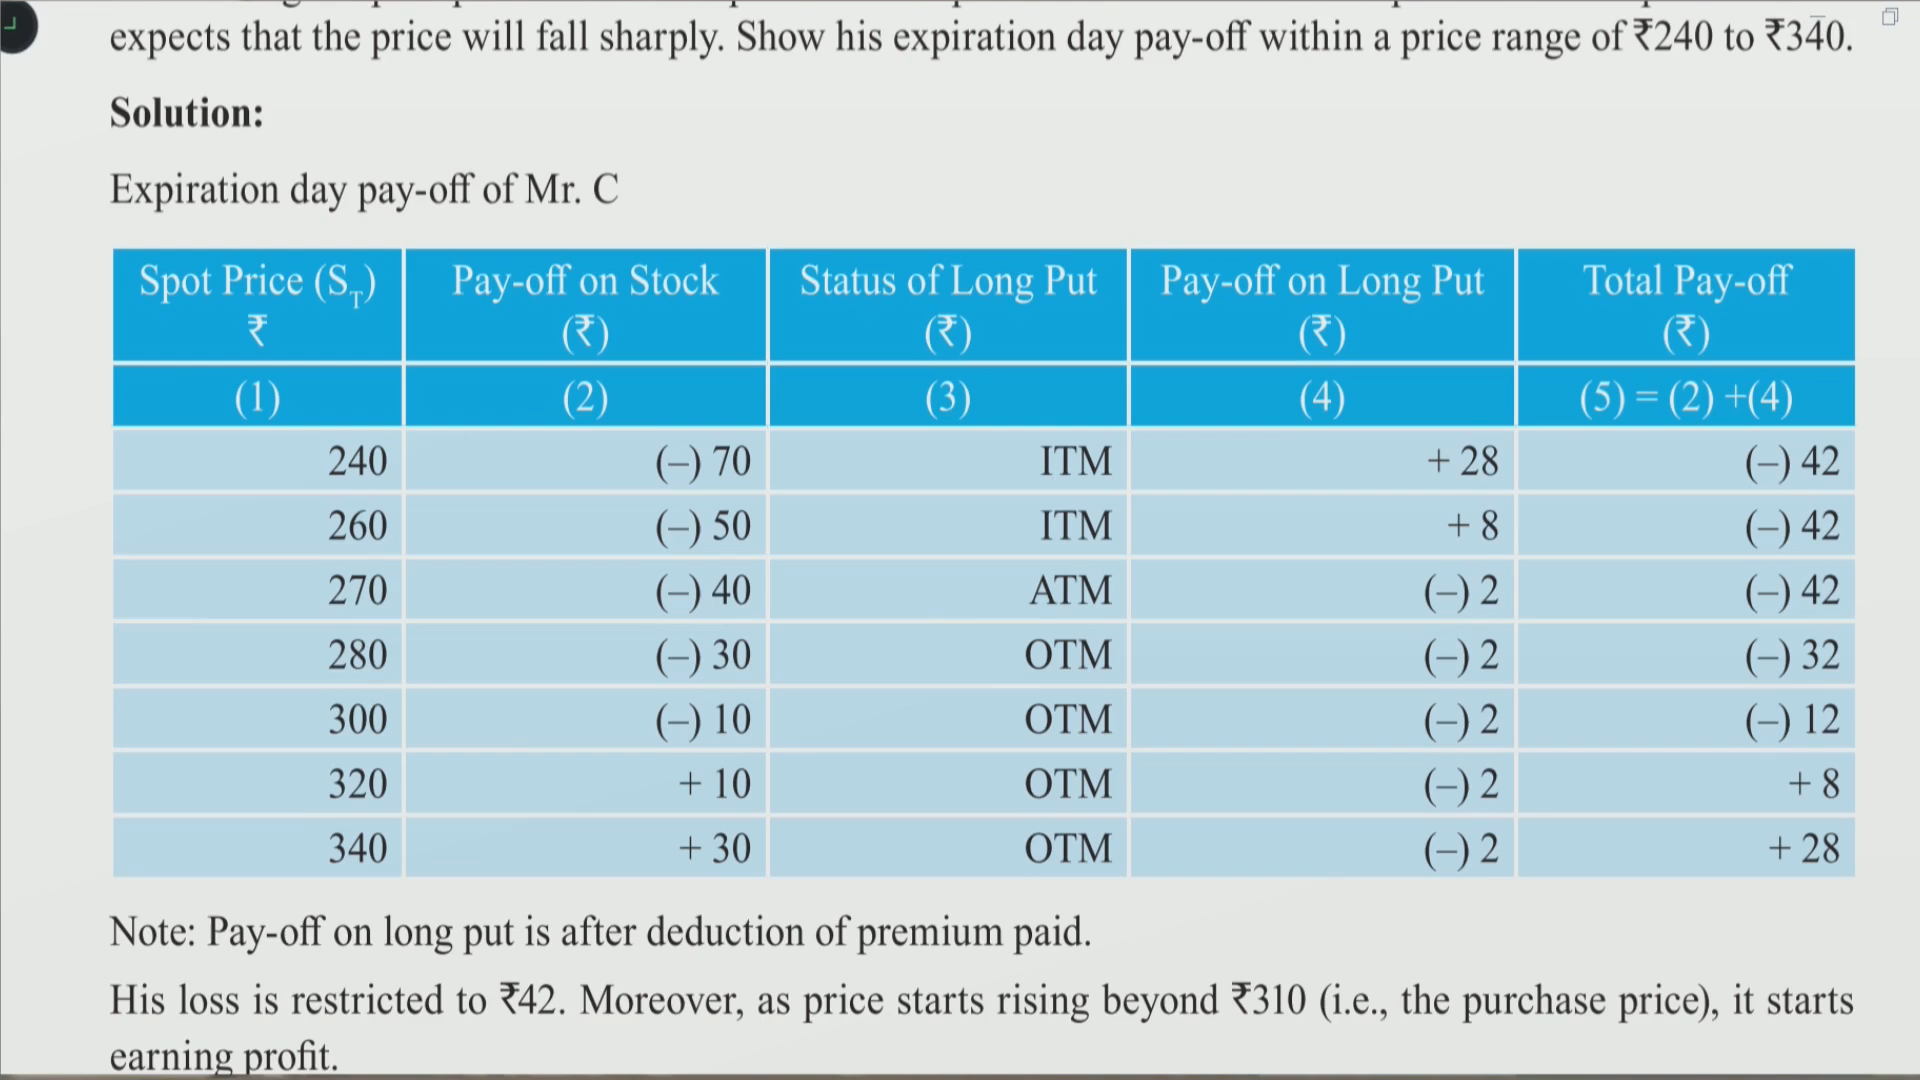 expects that the price will fall sharply. Show his expiration day pay-off within a price range of ₹240 to ₹340.
Solution:
Expiration day pay-off of Mr. C
Spot Price (S_T) ₹ Pay-off on Stock (₹) Status of Long Put (₹) Pay-off on Long Put (₹) Total Pay-off (₹)
(1) (2) (3) (4) (5) = (2) +(4)
240 (–) 70 ITM + 28 (–) 42
260 (–) 50 ITM + 8 (–) 42
270 (–) 40 ATM (–) 2 (–) 42
280 (–) 30 OTM (–) 2 (–) 32
300 (–) 10 OTM (–) 2 (–) 12
320 + 10 OTM (–) 2 + 8
340 + 30 OTM (–) 2 + 28
Note: Pay-off on long put is after deduction of premium paid.
His loss is restricted to ₹42. Moreover, as price starts rising beyond ₹310 (i.e., the purchase price), it starts
earning profit.